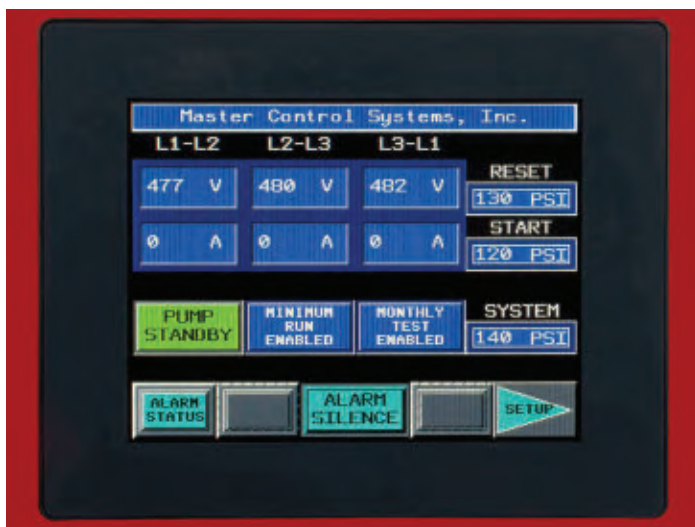 Master Control Systems, Inc.
L1-L2 L2-L3 L3-L1
RESET
477 V 480 V 482 V
130 PSI
START
0 A 0 A 0 A
120 PSI
PUMP
STANDBY
MINIMUM
RUN
ENABLED
MONTHLY
TEST
ENABLED
SYSTEM
140 PSI
ALARM
STATUS
ALARM
SILENCE
SETUP